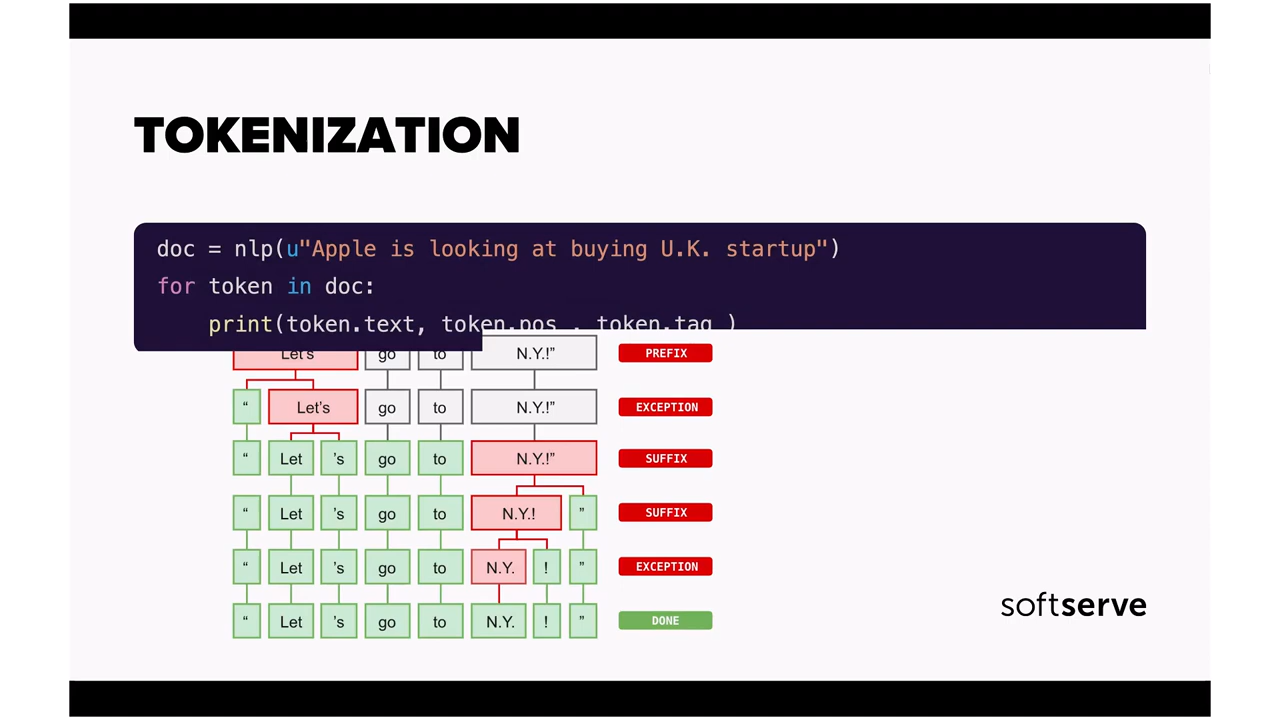 TOKENIZATION
doc = nlp(u"Apple is looking at buying U.K. startup")
for token in doc:
print(token.text, token.pos_, token.tag_)
Let's go to N.Y.!” PREFIX
“ Let’s go to N.Y.!” EXCEPTION
“ Let ’s go to N.Y.!” SUFFIX
“ Let ’s go to N.Y.! ” SUFFIX
“ Let ’s go to N.Y. ! ” EXCEPTION
“ Let ’s go to N.Y. ! ” DONE
softserve